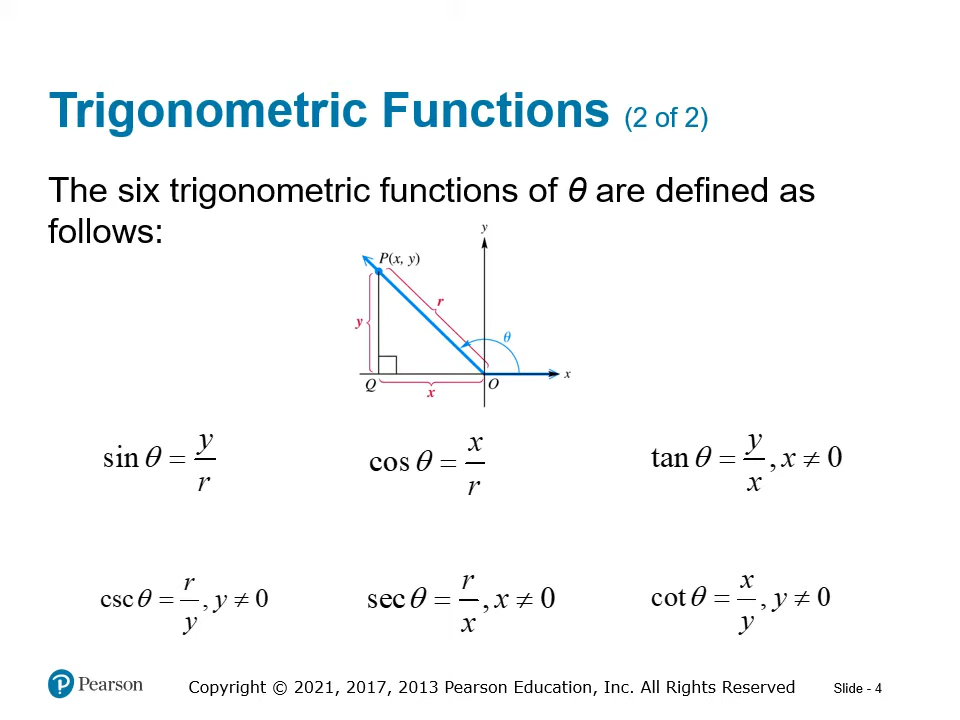 Trigonometric Functions (2 of 2)
The six trigonometric functions of θ are defined as
follows:
y
P(x, y)
r
y
θ
x
Q
O
x
sin θ = y/r
cos θ = x/r
tan θ = y/x, x ≠ 0
csc θ = r/y, y ≠ 0
sec θ = r/x, x ≠ 0
cot θ = x/y, y ≠ 0
P Pearson
Copyright © 2021, 2017, 2013 Pearson Education, Inc. All Rights Reserved
Slide - 4